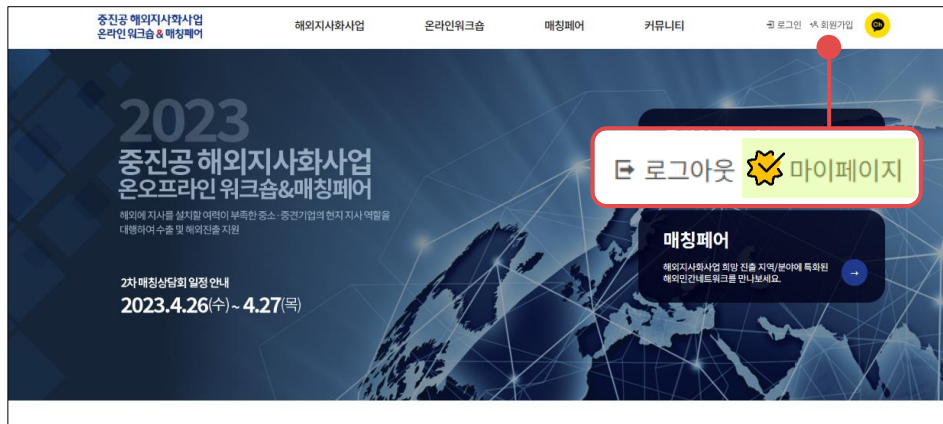 중진공 해외지사화사업
온라인 워크숍 & 매칭페어
해외지사화사업
온라인워크숍
매칭페어
커뮤니티
로그인
회원가입
Ch
2023
중진공 해외지사화사업
온오프라인 워크숍&매칭페어
해외에 지사를 설치할 여력이 부족한 중소·중견기업의 현지 지사 역할을
대행하여 수출 및 해외진출 지원
2차 매칭상담회 일정 안내
2023.4.26(수)~ 4.27(목)
로그아웃
마이페이지
매칭페어
해외지사화사업 희망 진출 지역/분야에 특화된
해외민간네트워크를 만나보세요.